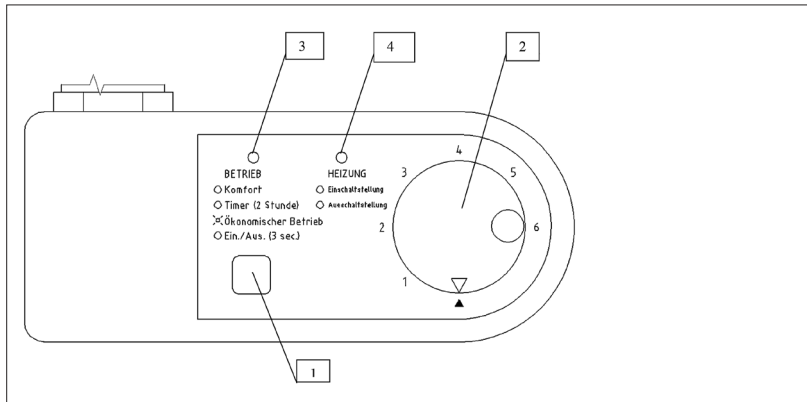 3
4
2
BETRIEB
Komfort
Timer (2 Stunde)
Ökonomischer Betrieb
Ein./Aus. (3 sec.)
HEIZUNG
Einschaltstellung
Ausschaltstellung
4
3
5
2
6
1
1